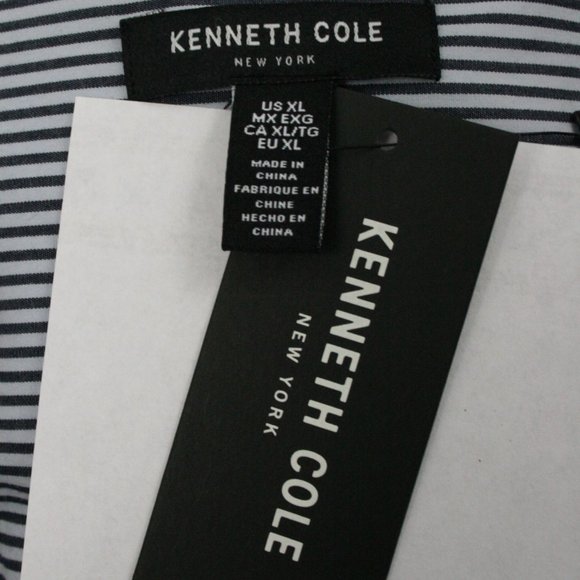 KENNETH COLE
NEW YORK
US XL
MX EXG
CA XL/TG
EU XL
MADE IN
CHINA
FABRIQUE EN
CHINE
HECHO EN
CHINA
KENNETH COLE
NEW YORK